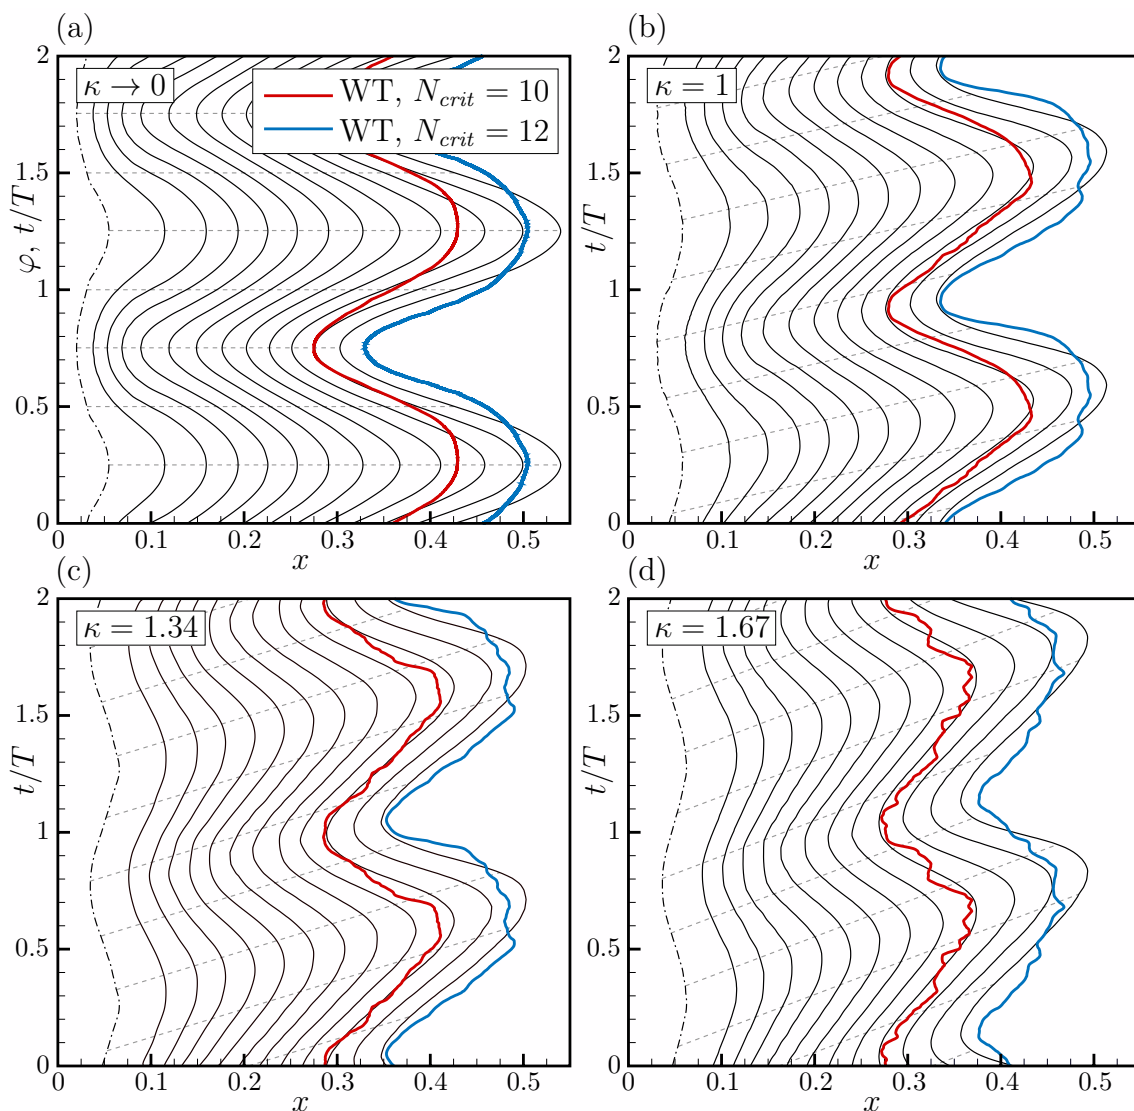 (a)
κ → 0
WT, N_crit = 10
WT, N_crit = 12
2
1.5
1
0.5
0
φ, t/T
0 0.1 0.2 0.3 0.4 0.5
x
(b)
κ = 1
2
1.5
1
0.5
0
t/T
0 0.1 0.2 0.3 0.4 0.5
x
(c)
κ = 1.34
2
1.5
1
0.5
0
t/T
0 0.1 0.2 0.3 0.4 0.5
x
(d)
κ = 1.67
2
1.5
1
0.5
0
t/T
0 0.1 0.2 0.3 0.4 0.5
x